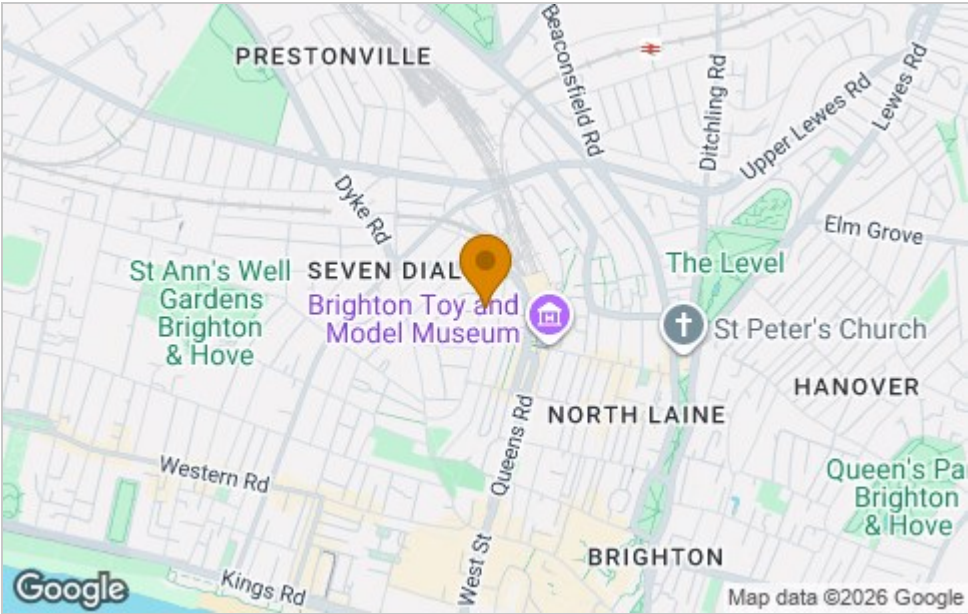 PRESTONVILLE
Beaconsfield Rd
Ditchling Rd
Upper Lewes Rd
Lewes Rd
Dyke Rd
Elm Grove
St Ann's Well
Gardens
Brighton
& Hove
SEVEN DIAL
The Level
Brighton Toy and
Model Museum
St Peter's Church
HANOVER
NORTH LAINE
Queens Rd
Western Rd
Queen's Pa
Brighton
& Hove
BRIGHTON
West St
Kings Rd
Google
Map data ©2026 Google